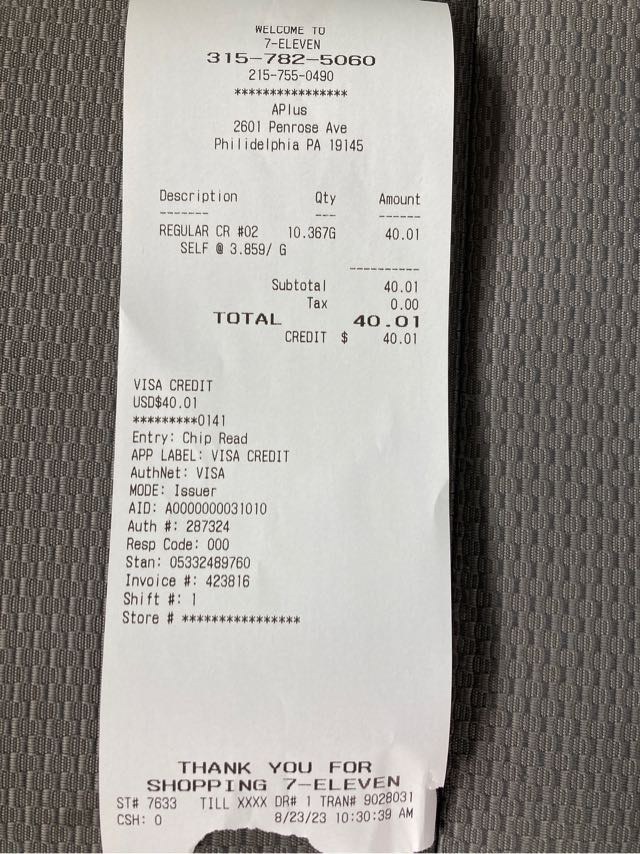 WELCOME TO
7-ELEVEN
315-782-5060
215-755-0490
****************
APlus
2601 Penrose Ave
Philidelphia PA 19145
Description Qty Amount
------- --- ------
REGULAR CR #02 10.367G 40.01
SELF @ 3.859/ G
----------
Subtotal 40.01
Tax 0.00
TOTAL 40.01
CREDIT $ 40.01
VISA CREDIT
USD$40.01
*********0141
Entry: Chip Read
APP LABEL: VISA CREDIT
AuthNet: VISA
MODE: Issuer
AID: A0000000031010
Auth #: 287324
Resp Code: 000
Stan: 05332489760
Invoice #: 423816
Shift #: 1
Store # ****************
THANK YOU FOR
SHOPPING 7-ELEVEN
ST# 7633 TILL XXXX DR# 1 TRAN# 9028031
CSH: 0 8/23/23 10:30:39 AM